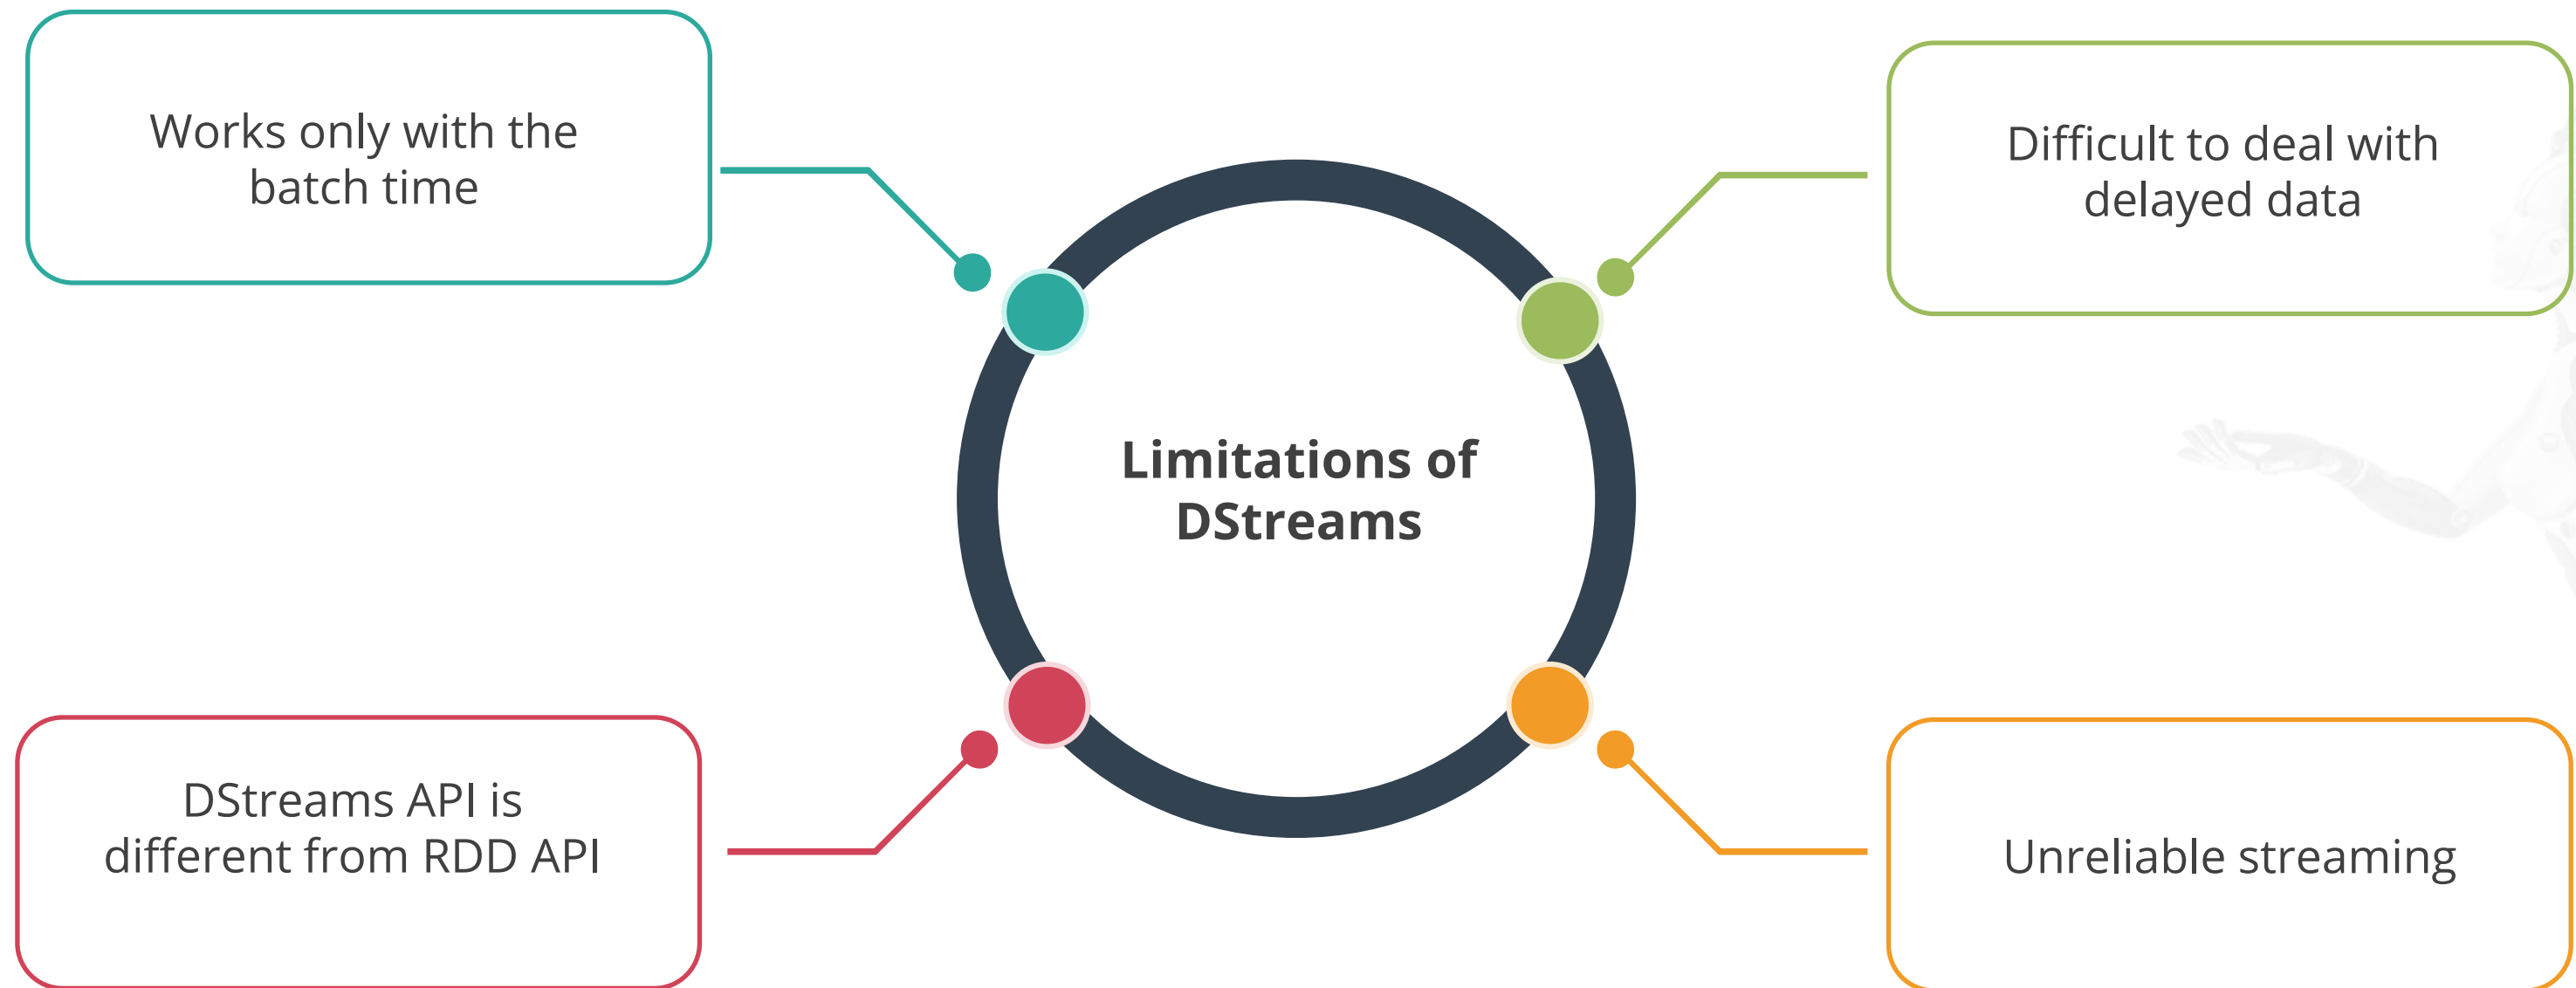 Works only with the
batch time
Difficult to deal with
delayed data
Limitations of
DStreams
DStreams API is
different from RDD API
Unreliable streaming